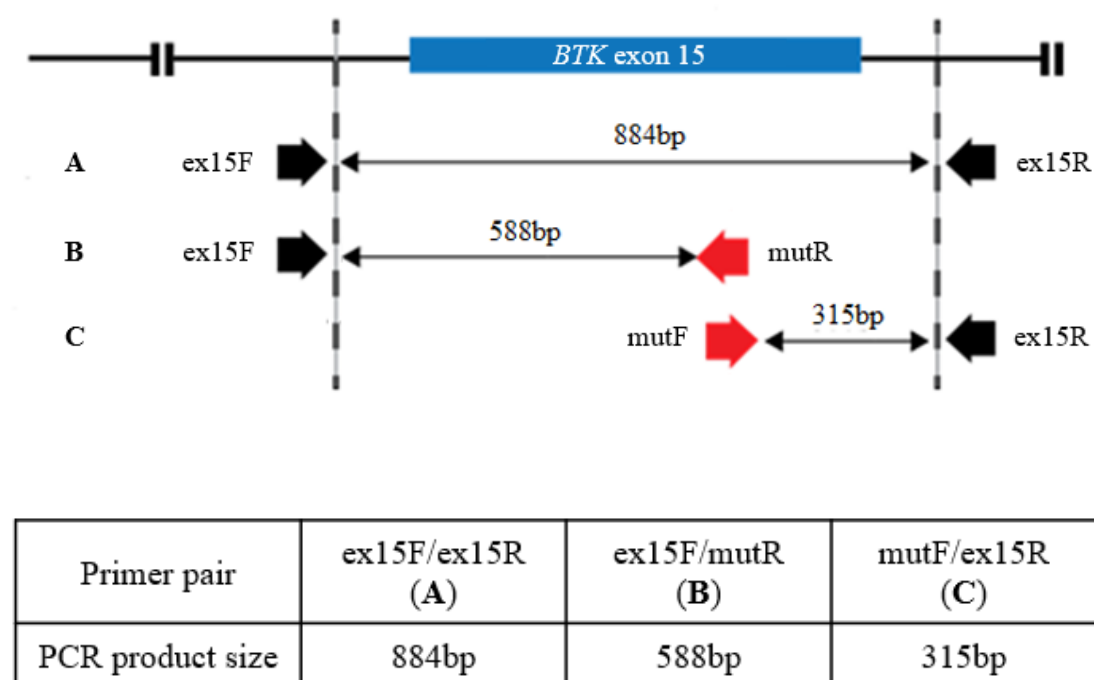 BTK exon 15
884bp
A ex15F ex15R
588bp
B ex15F mutR
315bp
C mutF ex15R
Primer pair ex15F/ex15R (A) ex15F/mutR (B) mutF/ex15R (C)
PCR product size 884bp 588bp 315bp